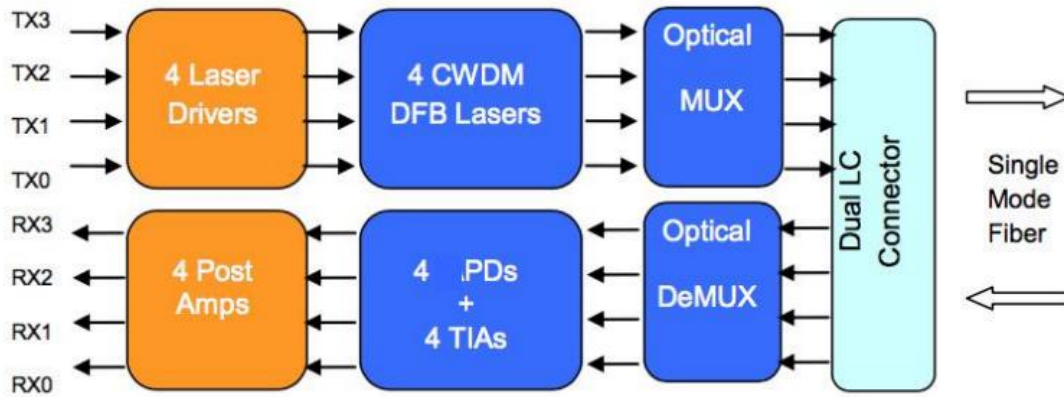 TX3
TX2
TX1
TX0
4 Laser
Drivers
4 CWDM
DFB Lasers
Optical
MUX
Dual LC
Connector
Single
Mode
Fiber
RX3
RX2
RX1
RX0
4 Post
Amps
4 APDs
+
4 TIAs
Optical
DeMUX